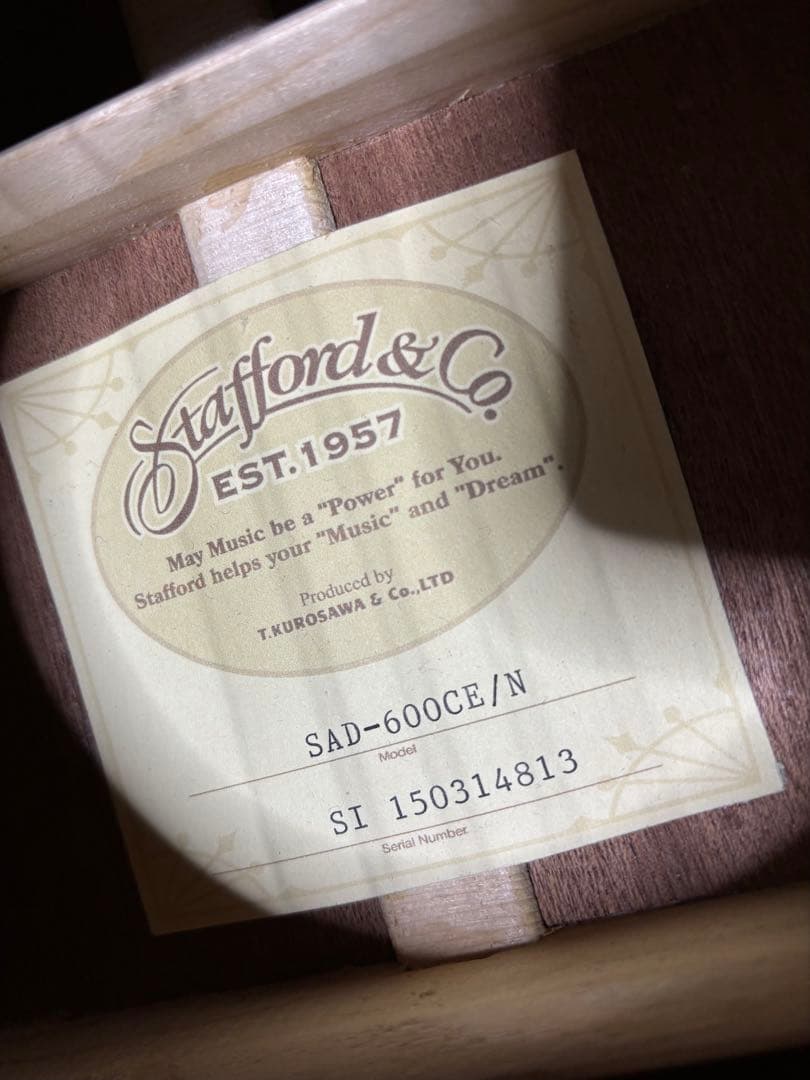 Stafford & Co.
EST. 1957
May Music be a "Power" for You.
Stafford helps your "Music" and "Dream".
Produced by
T.KUROSAWA & Co.,LTD
SAD-600CE/N
Model
SI 150314813
Serial Number